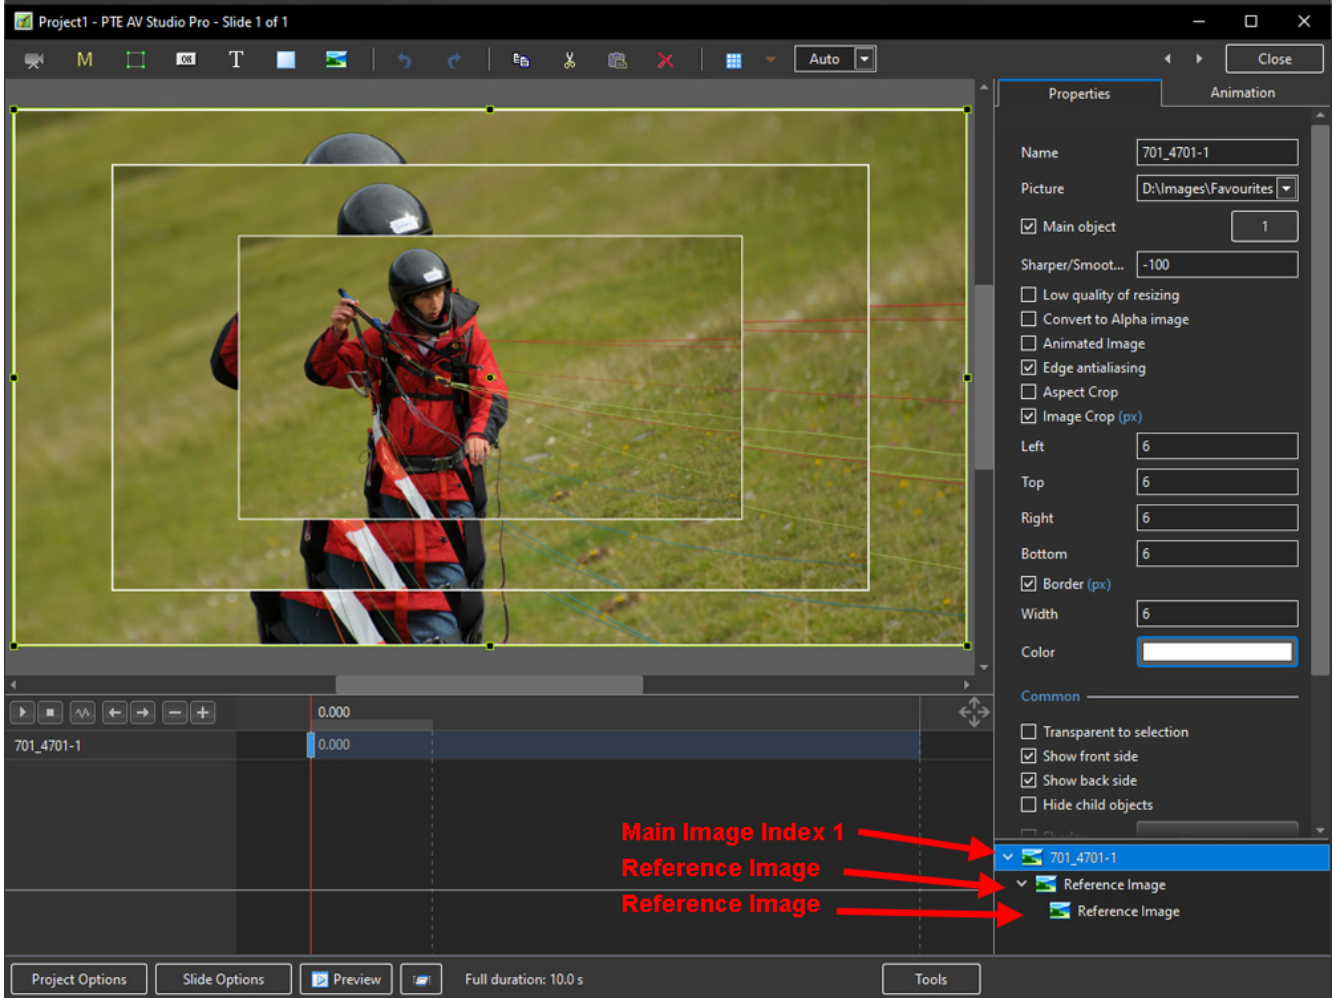 Project1 - PTE AV Studio Pro - Slide 1 of 1
M OK T Auto Close
Properties Animation
Name 701_4701-1
Picture D:\Images\Favourites
Main object 1
Sharper/Smoot... -100
Low quality of resizing
Convert to Alpha image
Animated Image
Edge antialiasing
Aspect Crop
Image Crop (px)
Left 6
Top 6
Right 6
Bottom 6
Border (px)
Width 6
Color
Common
Transparent to selection
Show front side
Show back side
Hide child objects
0.000
701_4701-1 0.000
Main Image Index 1
Reference Image
Reference Image
701_4701-1
Reference Image
Reference Image
Project Options Slide Options Preview Full duration: 10.0 s Tools